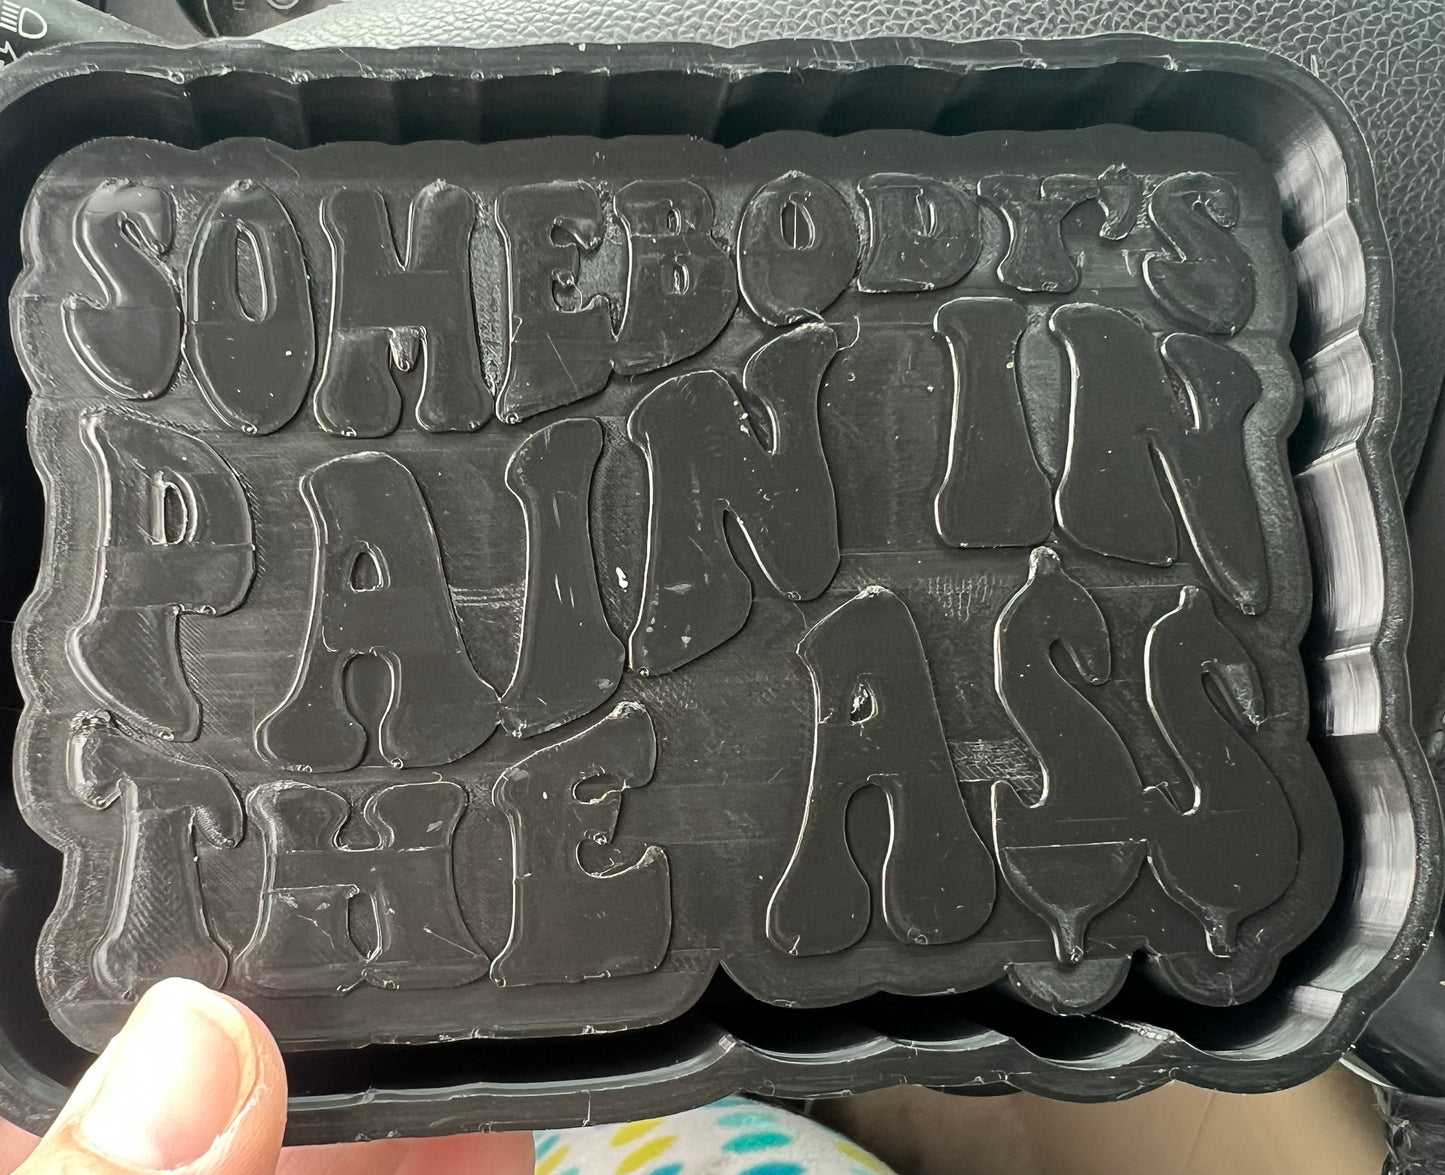 SOMEBODY'S
PAIN IN
THE ASS